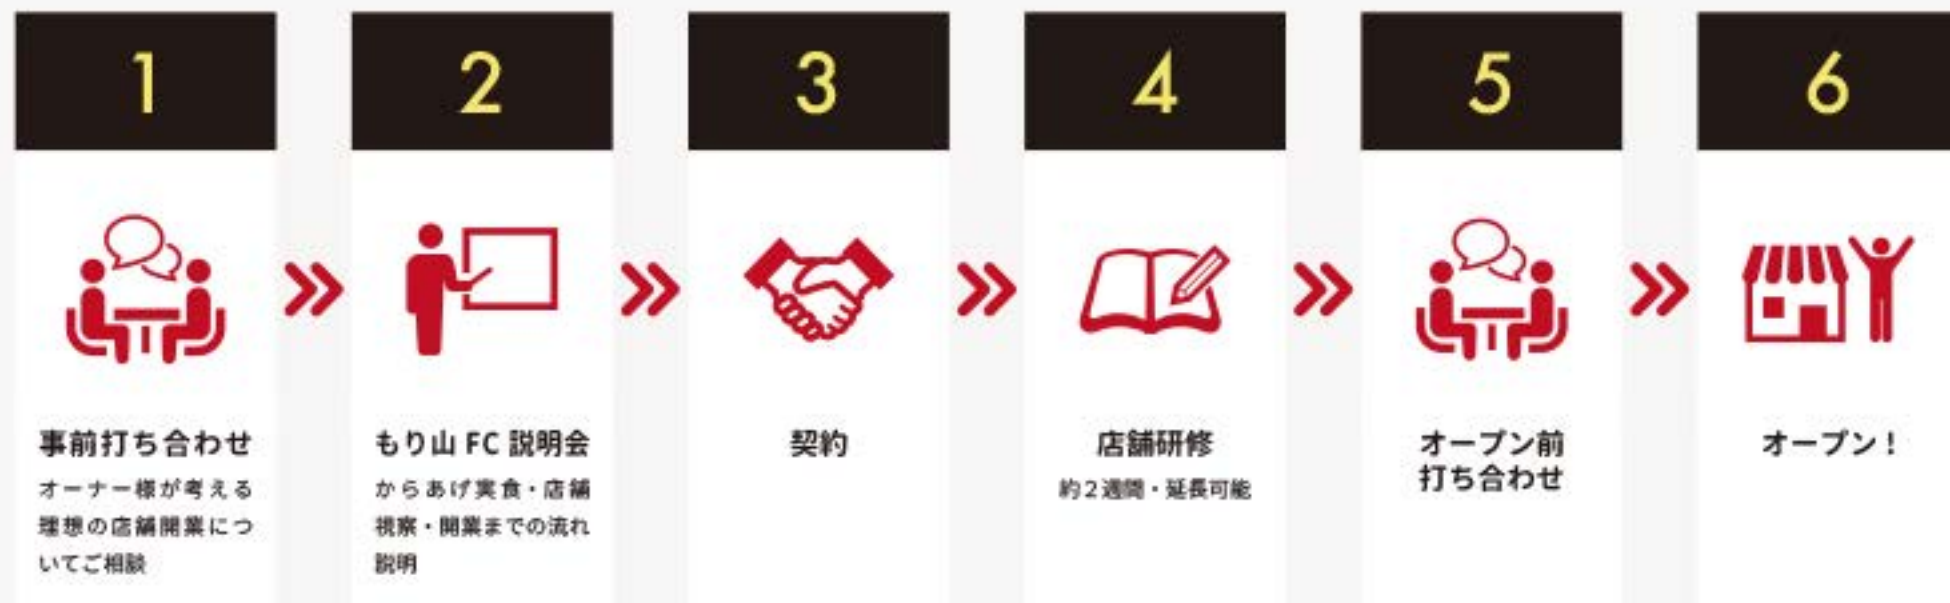 1
事前打ち合わせ
オーナー様が考える
理想の店舗開業につ
いてご相談
2
もり山 FC 説明会
からあげ実食・店舗
視察・開業までの流れ
説明
3
契約
4
店舗研修
約2週間・延長可能
5
オープン前
打ち合わせ
6
オープン！